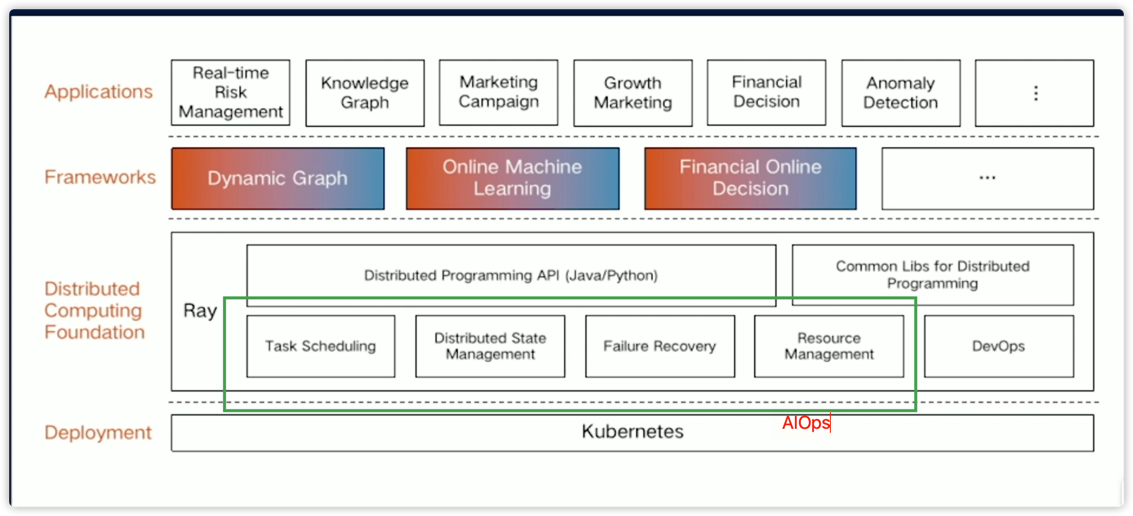 Applications
Real-time
Risk
Management
Knowledge
Graph
Marketing
Campaign
Growth
Marketing
Financial
Decision
Anomaly
Detection
⋮
Frameworks
Dynamic Graph
Online Machine
Learning
Financial Online
Decision
...
Distributed
Computing
Foundation
Ray
Distributed Programming API (Java/Python)
Common Libs for Distributed
Programming
Task Scheduling
Distributed State
Management
Failure Recovery
Resource
Management
DevOps
AIOps
Deployment
Kubernetes